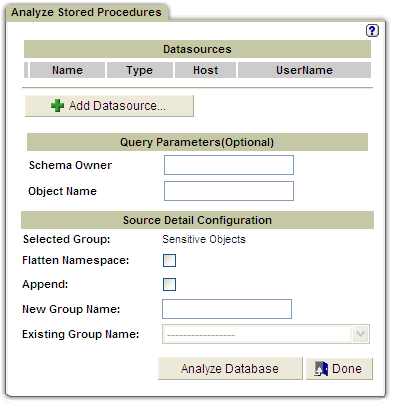 Analyze Stored Procedures
?
Datasources
Name Type Host UserName
Add Datasource...
Query Parameters(Optional)
Schema Owner
Object Name
Source Detail Configuration
Selected Group: Sensitive Objects
Flatten Namespace:
Append:
New Group Name:
Existing Group Name: -----------------
Analyze Database Done